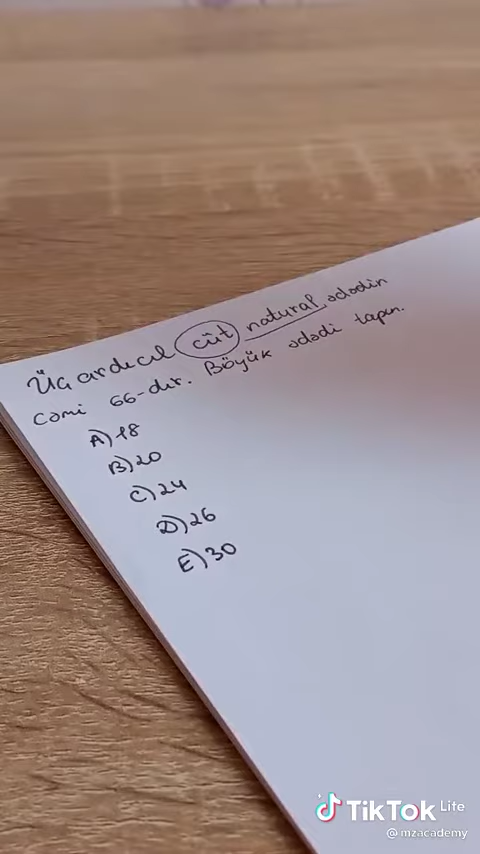 Üç ardıcıl cüt natural ədədin
cəmi 66-dır. Böyük ədədi tapın.
A) 18
B) 20
C) 24
D) 26
E) 30
TikTok Lite
@mzacademy